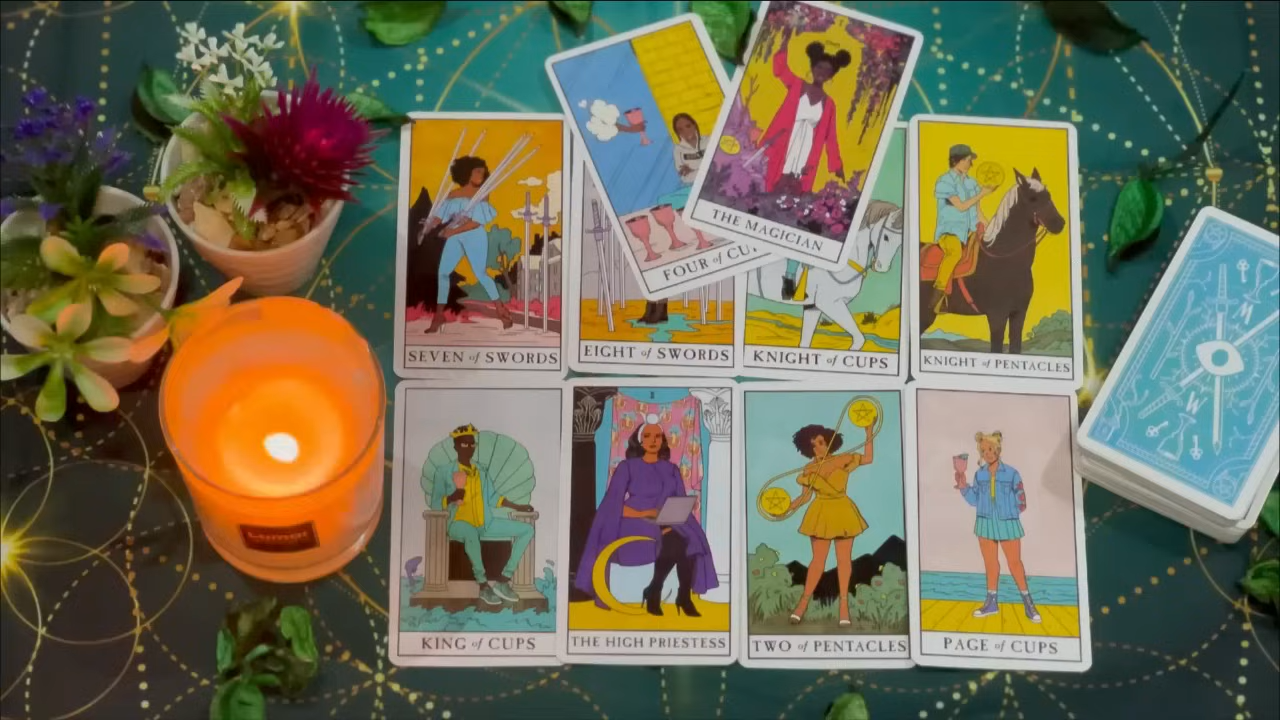 THE MAGICIAN
FOUR of CU
SEVEN of SWORDS
EIGHT of SWORDS
KNIGHT of CUPS
KNIGHT of PENTACLES
II
KING of CUPS
THE HIGH PRIESTESS
TWO of PENTACLES
PAGE of CUPS